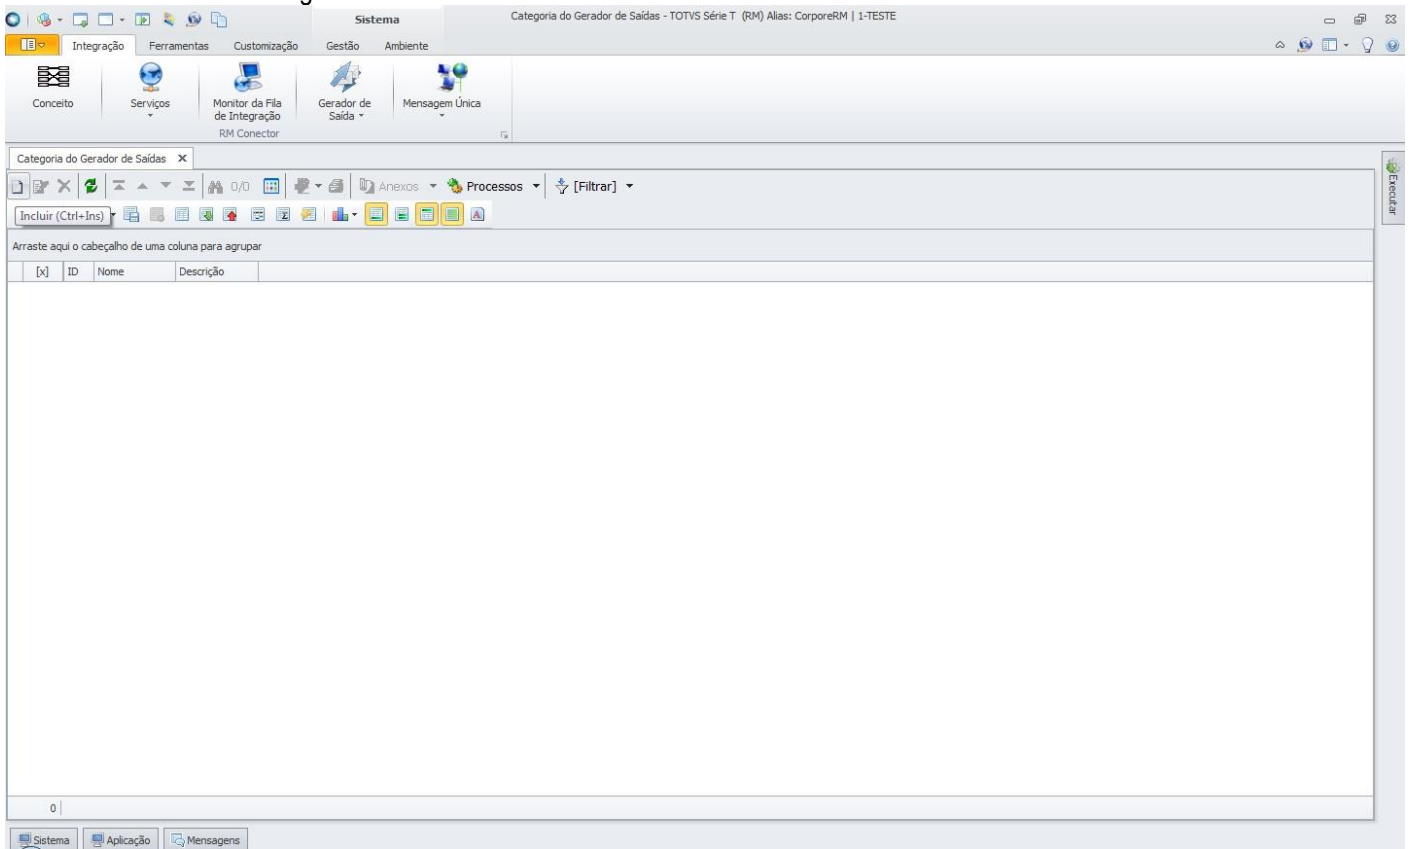 Sistema
Categoria do Gerador de Saídas - TOTVS Série T (RM) Alias: CorporeRM | 1-TESTE
Integração Ferramentas Customização Gestão Ambiente
Conceito Serviços Monitor da Fila Gerador de Mensagem Única
de Integração Saída
RM Conector
Categoria do Gerador de Saídas X
Executar
0/0 Anexos Processos [Filtrar]
Incluir (Ctrl+Ins)
Arraste aqui o cabeçalho de uma coluna para agrupar
[x] ID Nome Descrição
0
Sistema Aplicação Mensagens